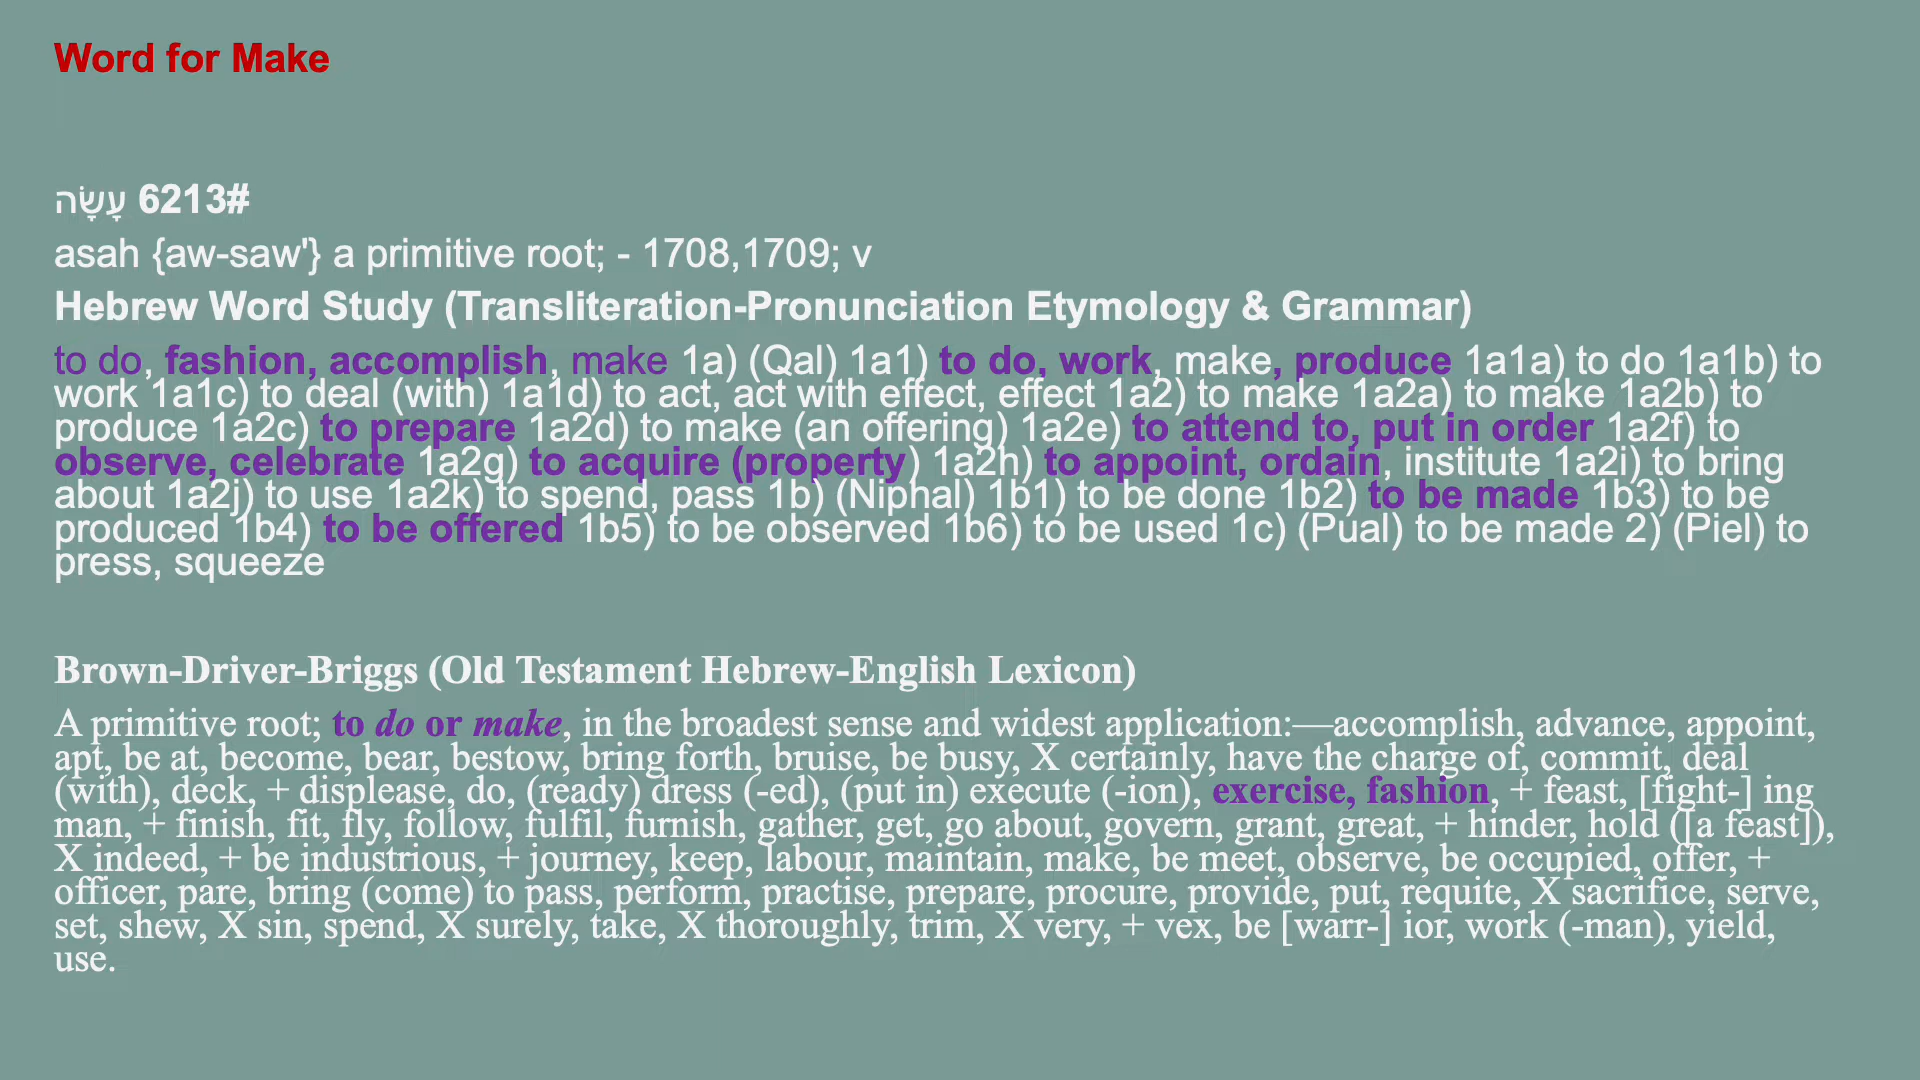 Word for Make
עָשָׂה 6213#
asah {aw-saw'} a primitive root; - 1708,1709; v
Hebrew Word Study (Transliteration-Pronunciation Etymology & Grammar)
to do, fashion, accomplish, make 1a) (Qal) 1a1) to do, work, make, produce 1a1a) to do 1a1b) to
work 1a1c) to deal (with) 1a1d) to act, act with effect, effect 1a2) to make 1a2a) to make 1a2b) to
produce 1a2c) to prepare 1a2d) to make (an offering) 1a2e) to attend to, put in order 1a2f) to
observe, celebrate 1a2g) to acquire (property) 1a2h) to appoint, ordain, institute 1a2i) to bring
about 1a2j) to use 1a2k) to spend, pass 1b) (Niphal) 1b1) to be done 1b2) to be made 1b3) to be
produced 1b4) to be offered 1b5) to be observed 1b6) to be used 1c) (Pual) to be made 2) (Piel) to
press, squeeze
Brown-Driver-Briggs (Old Testament Hebrew-English Lexicon)
A primitive root; to do or make, in the broadest sense and widest application:—accomplish, advance, appoint,
apt, be at, become, bear, bestow, bring forth, bruise, be busy, X certainly, have the charge of, commit, deal
(with), deck, + displease, do, (ready) dress (-ed), (put in) execute (-ion), exercise, fashion, + feast, [fight-] ing
man, + finish, fit, fly, follow, fulfil, furnish, gather, get, go about, govern, grant, great, + hinder, hold ([a feast]),
X indeed, + be industrious, + journey, keep, labour, maintain, make, be meet, observe, be occupied, offer, +
officer, pare, bring (come) to pass, perform, practise, prepare, procure, provide, put, requite, X sacrifice, serve,
set, shew, X sin, spend, X surely, take, X thoroughly, trim, X very, + vex, be [warr-] ior, work (-man), yield,
use.